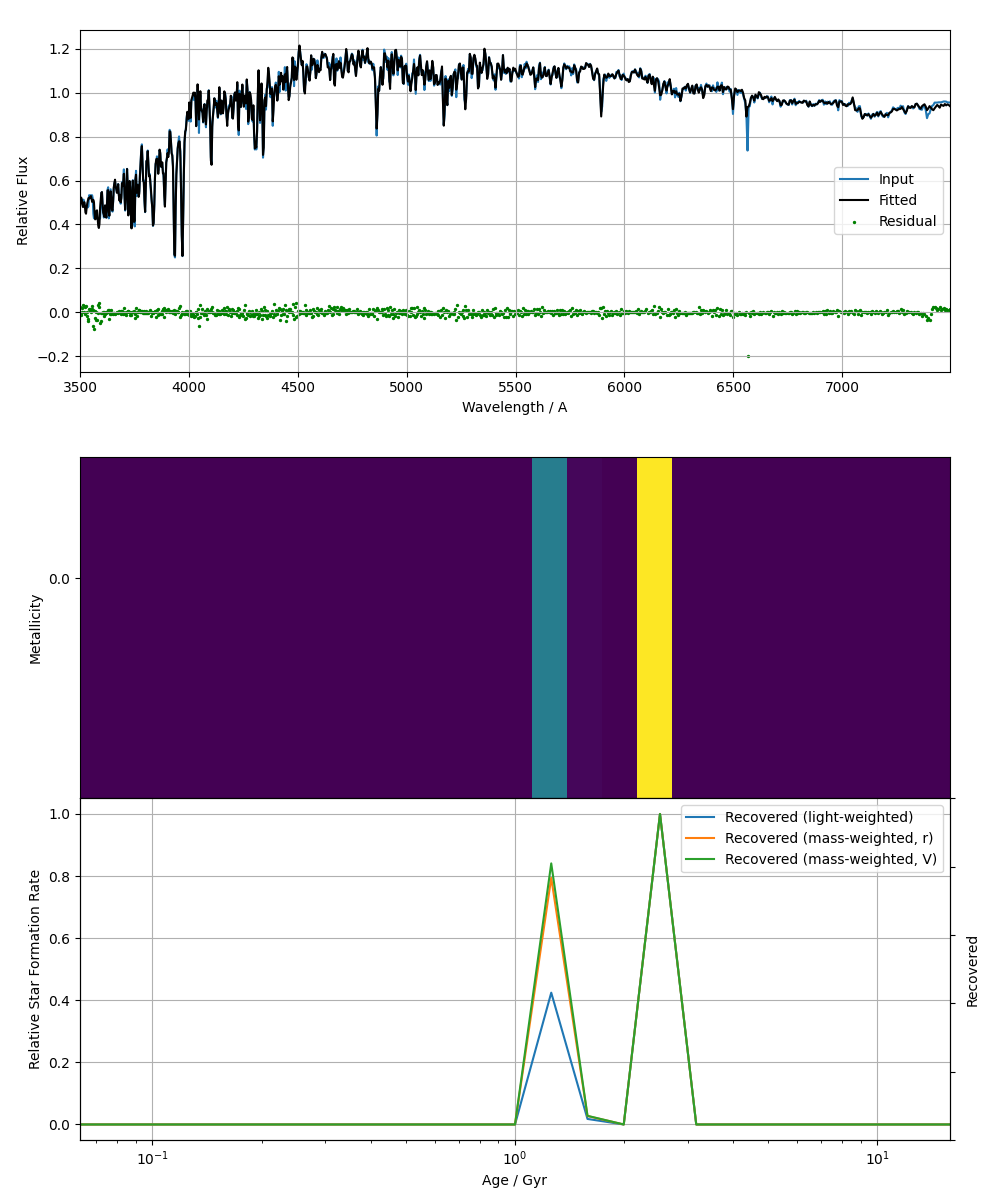 1.2
1.0
0.8
0.6
0.4
0.2
0.0
−0.2
Relative Flux
Input
Fitted
Residual
3500 4000 4500 5000 5500 6000 6500 7000
Wavelength / A
0.0
Metallicity
1.0
0.8
0.6
0.4
0.2
0.0
Relative Star Formation Rate
Recovered (light-weighted)
Recovered (mass-weighted, r)
Recovered (mass-weighted, V)
Recovered
10⁻¹ 10⁰ 10¹
Age / Gyr